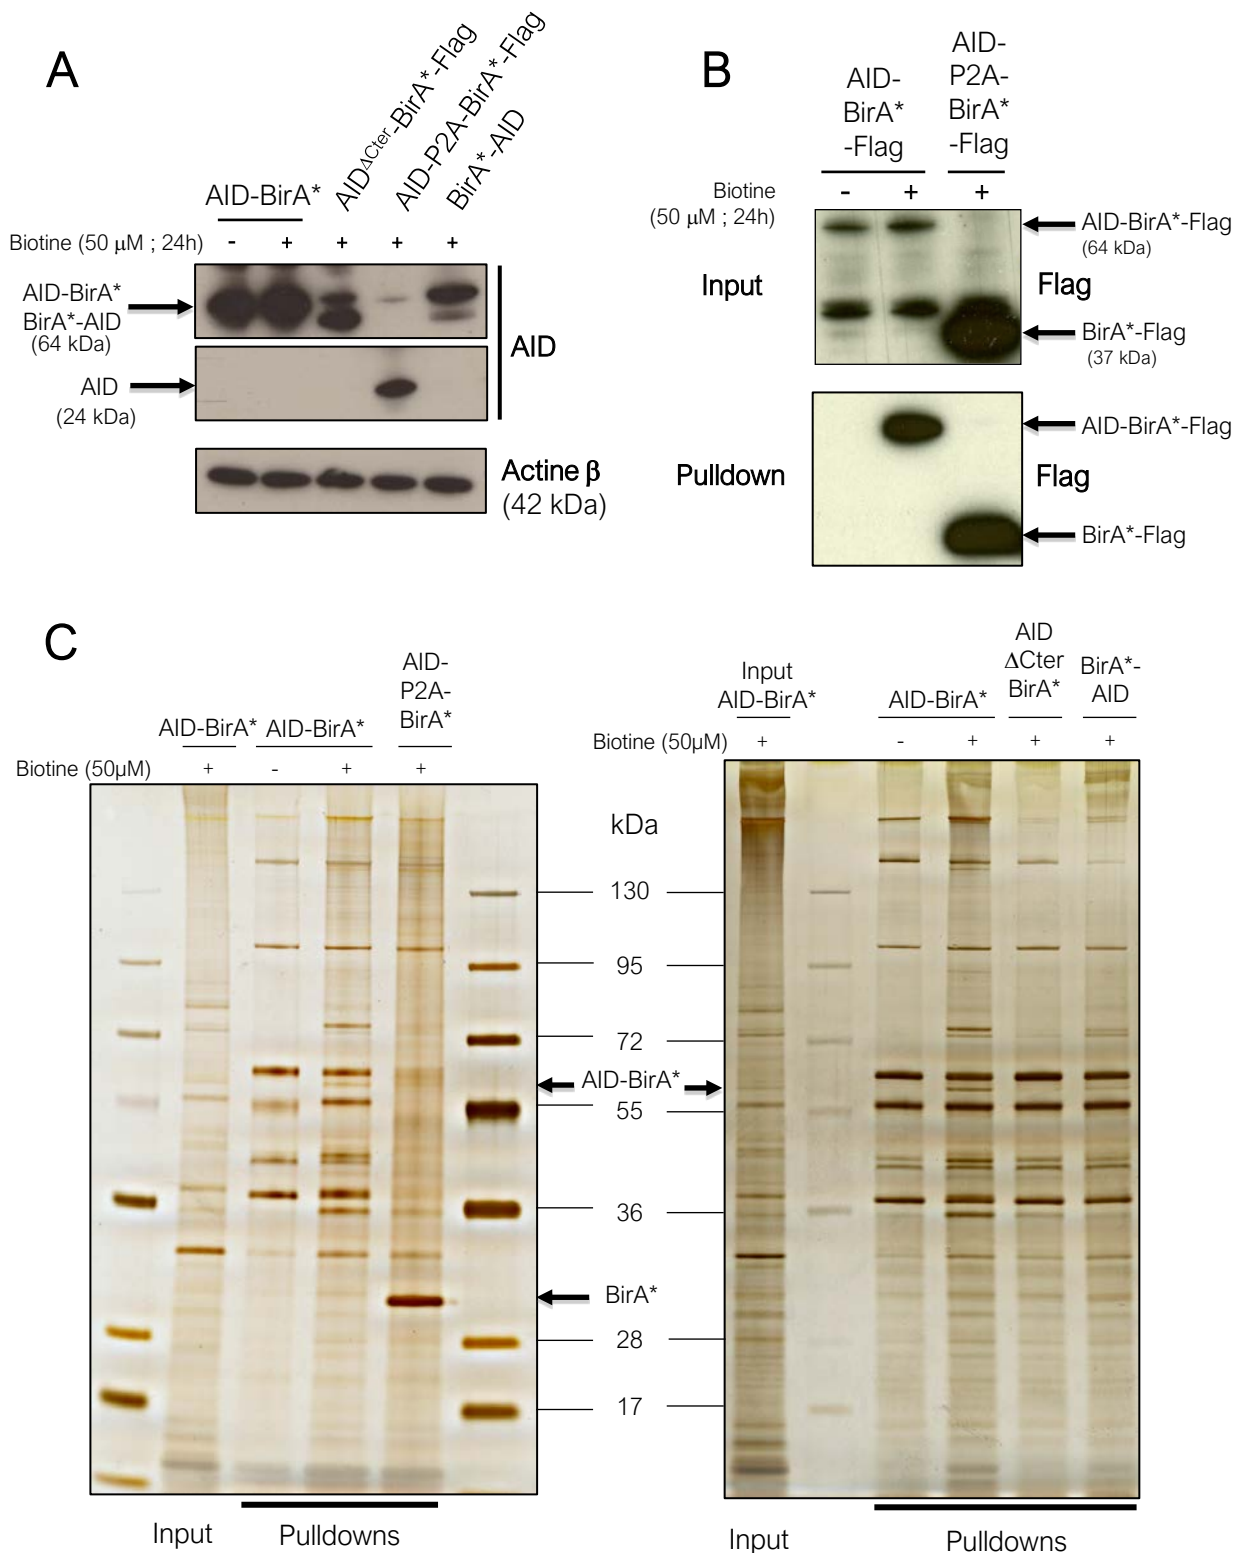 A
AID-BirA*
AIDΔCter-BirA*-Flag
AID-P2A-BirA*-Flag
BirA*-AID
Biotine (50 µM ; 24h) - + + + +
AID-BirA*
BirA*-AID
(64 kDa)
AID
(24 kDa)
AID
Actine β
(42 kDa)
B
AID-
BirA*
-Flag
AID-
P2A-
BirA*
-Flag
Biotine
(50 µM ; 24h)
- + +
Input
AID-BirA*-Flag
(64 kDa)
Flag
BirA*-Flag
(37 kDa)
Pulldown
AID-BirA*-Flag
Flag
BirA*-Flag
C
AID-BirA*
AID-BirA*
AID-
P2A-
BirA*
Biotine (50µM) + - + +
kDa
130
95
72
AID-BirA*
55
36
BirA*
28
17
Input
Pulldowns
Input
AID-BirA*
AID-BirA*
AID
ΔCter
BirA*
BirA*-
AID
Biotine (50µM) + - + + +
Input
Pulldowns